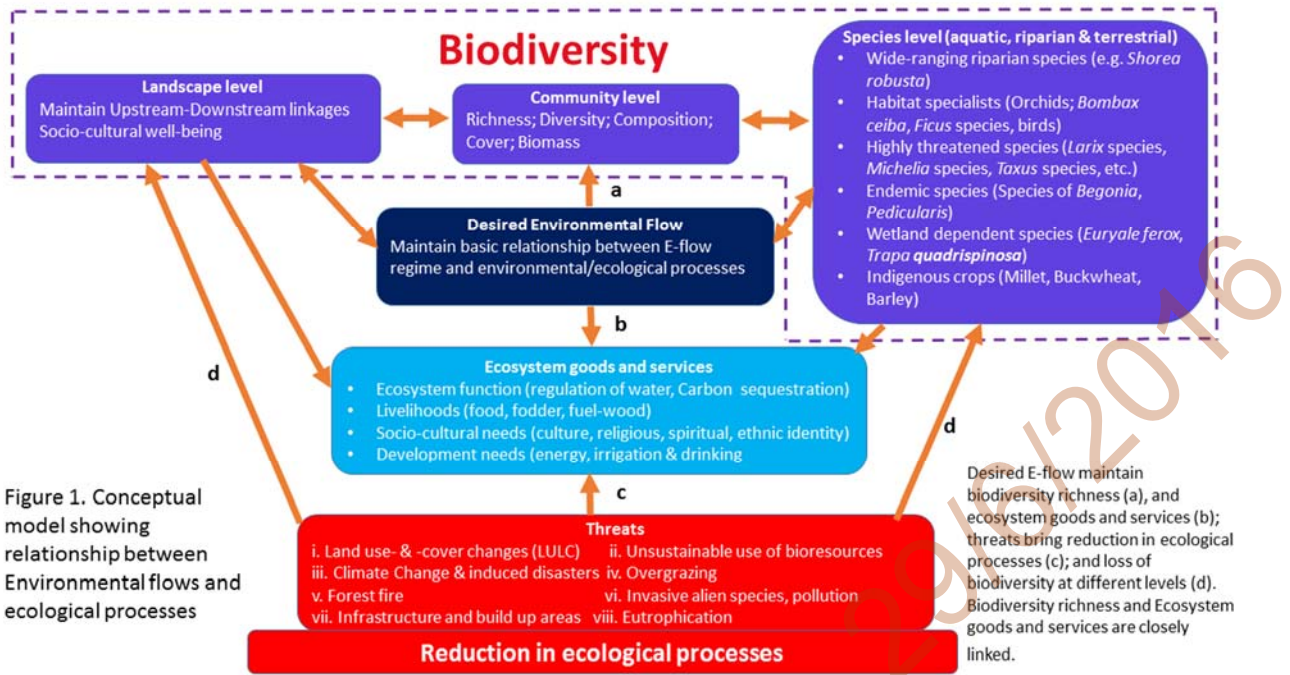 Biodiversity
Landscape level
Maintain Upstream-Downstream linkages
Socio-cultural well-being
Community level
Richness; Diversity; Composition;
Cover; Biomass
Species level (aquatic, riparian & terrestrial)
• Wide-ranging riparian species (e.g. Shorea
robusta)
• Habitat specialists (Orchids; Bombax
ceiba, Ficus species, birds)
• Highly threatened species (Larix species,
Michelia species, Taxus species, etc.)
• Endemic species (Species of Begonia,
Pedicularis)
• Wetland dependent species (Euryale ferox,
Trapa quadrispinosa)
• Indigenous crops (Millet, Buckwheat,
Barley)
a
Desired Environmental Flow
Maintain basic relationship between E-flow
regime and environmental/ecological processes
b
Ecosystem goods and services
• Ecosystem function (regulation of water, Carbon sequestration)
• Livelihoods (food, fodder, fuel-wood)
• Socio-cultural needs (culture, religious, spiritual, ethnic identity)
• Development needs (energy, irrigation & drinking
d
d
c
Threats
i. Land use- & -cover changes (LULC) ii. Unsustainable use of bioresources
iii. Climate Change & induced disasters iv. Overgrazing
v. Forest fire vi. Invasive alien species, pollution
vii. Infrastructure and build up areas viii. Eutrophication
Reduction in ecological processes
Figure 1. Conceptual
model showing
relationship between
Environmental flows and
ecological processes
Desired E-flow maintain
biodiversity richness (a), and
ecosystem goods and services (b);
threats bring reduction in ecological
processes (c); and loss of
biodiversity at different levels (d).
Biodiversity richness and Ecosystem
goods and services are closely
linked.
29/6/2016